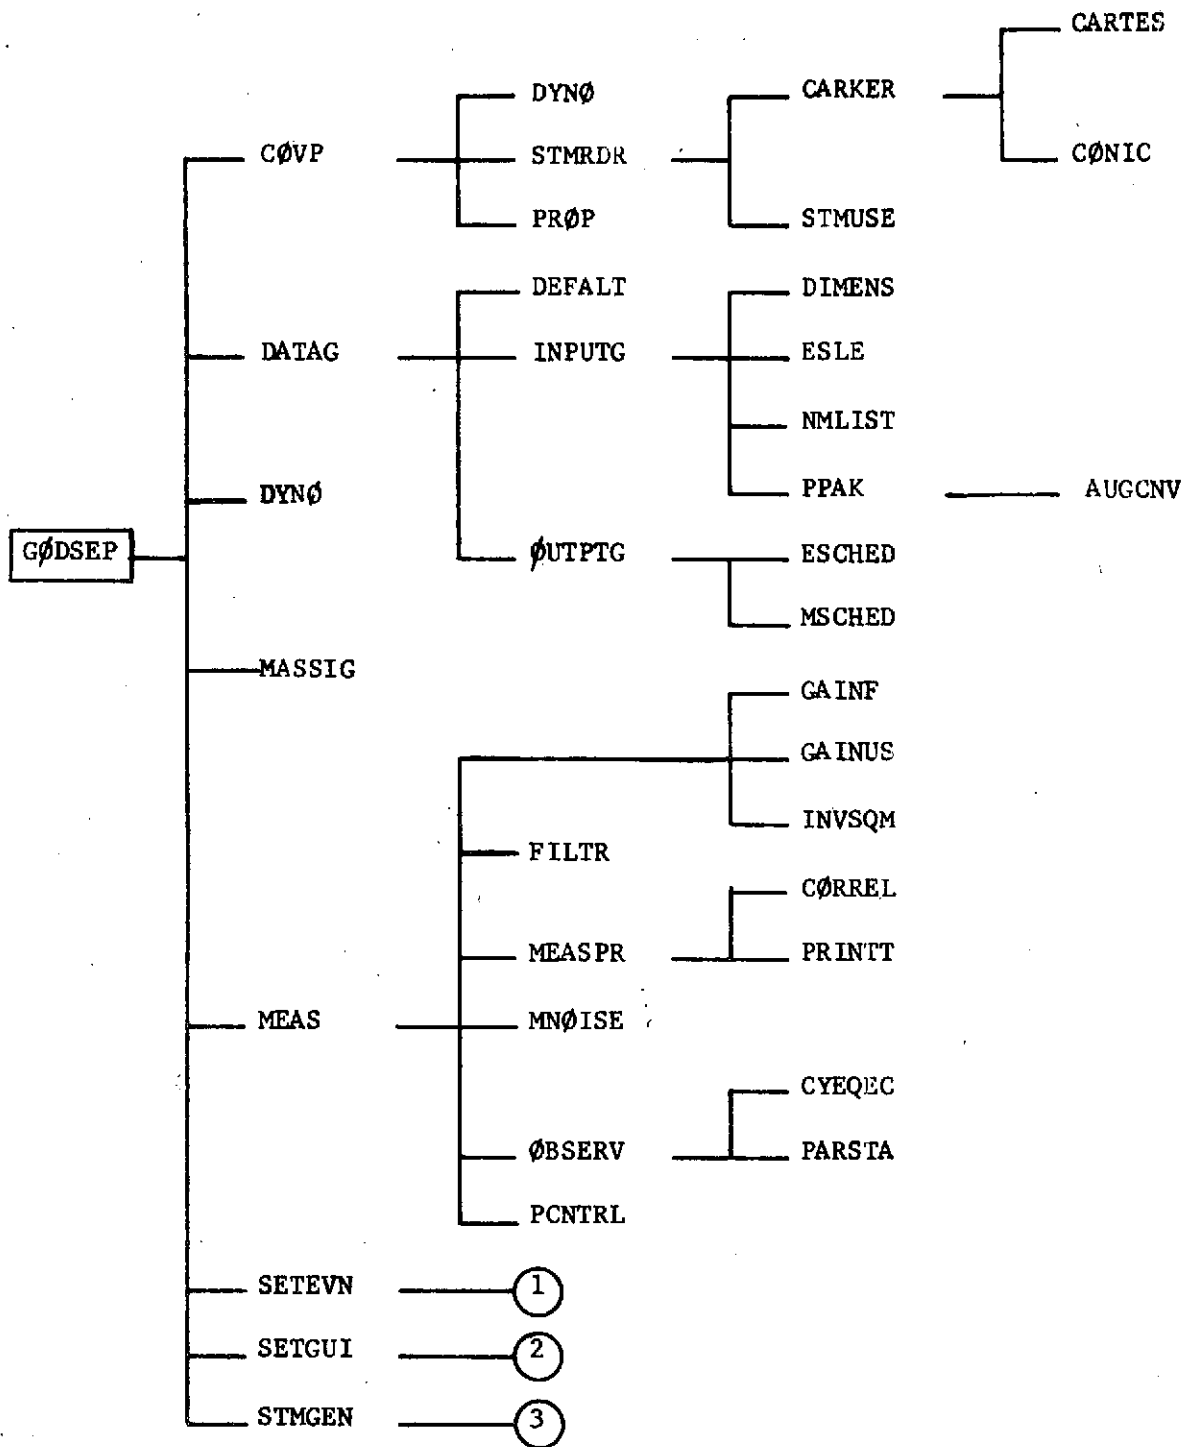 CARTES
DYNØ CARKER
CØVP STMRDR CØNIC
PRØP STMUSE
DEFALT DIMENS
DATAG INPUTG ESLE
NMLIST
DYNØ PPAK AUGCNV
GØDSEP ØUTPTG ESCHED
MSCHED
MASSIG
GAINF
GAINUS
INVSQM
FILTR
CØRREL
MEASPR PRINTT
MEAS MNØISE
CYEQEC
ØBSERV PARSTA
PCNTRL
SETEVN 1
SETGUI 2
STMGEN 3